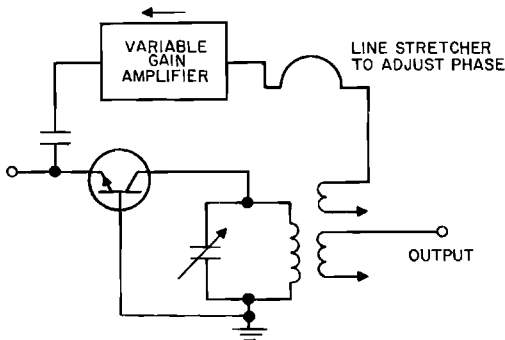 VARIABLE
GAIN
AMPLIFIER
LINE STRETCHER
TO ADJUST PHASE
OUTPUT